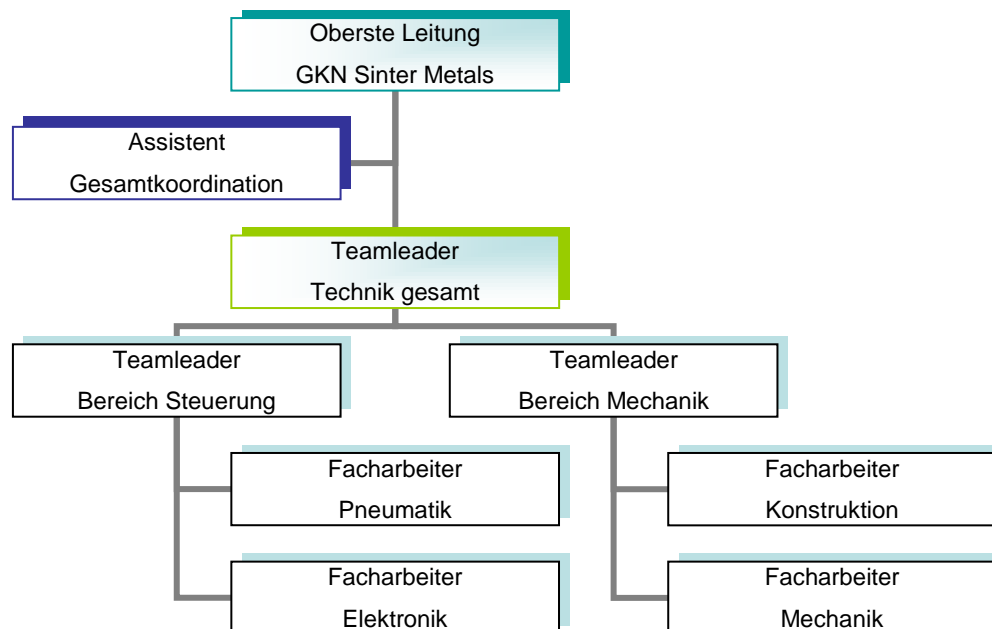 Oberste Leitung
GKN Sinter Metals
Assistent
Gesamtkoordination
Teamleader
Technik gesamt
Teamleader
Bereich Steuerung
Teamleader
Bereich Mechanik
Facharbeiter
Pneumatik
Facharbeiter
Konstruktion
Facharbeiter
Elektronik
Facharbeiter
Mechanik